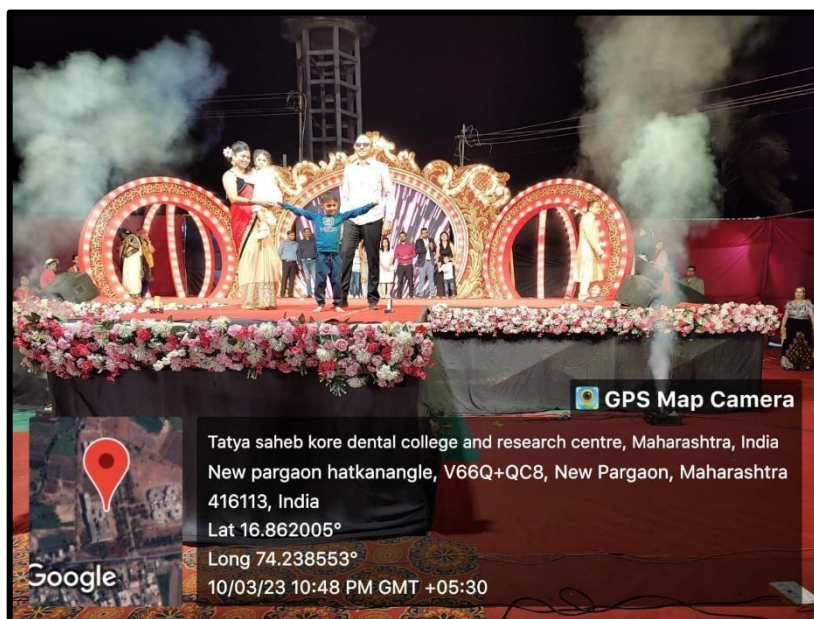 GPS Map Camera
Tatya saheb kore dental college and research centre, Maharashtra, India
New pargaon hatkanangle, V66Q+QC8, New Pargaon, Maharashtra
416113, India
Lat 16.862005°
Long 74.238553°
10/03/23 10:48 PM GMT +05:30
Google